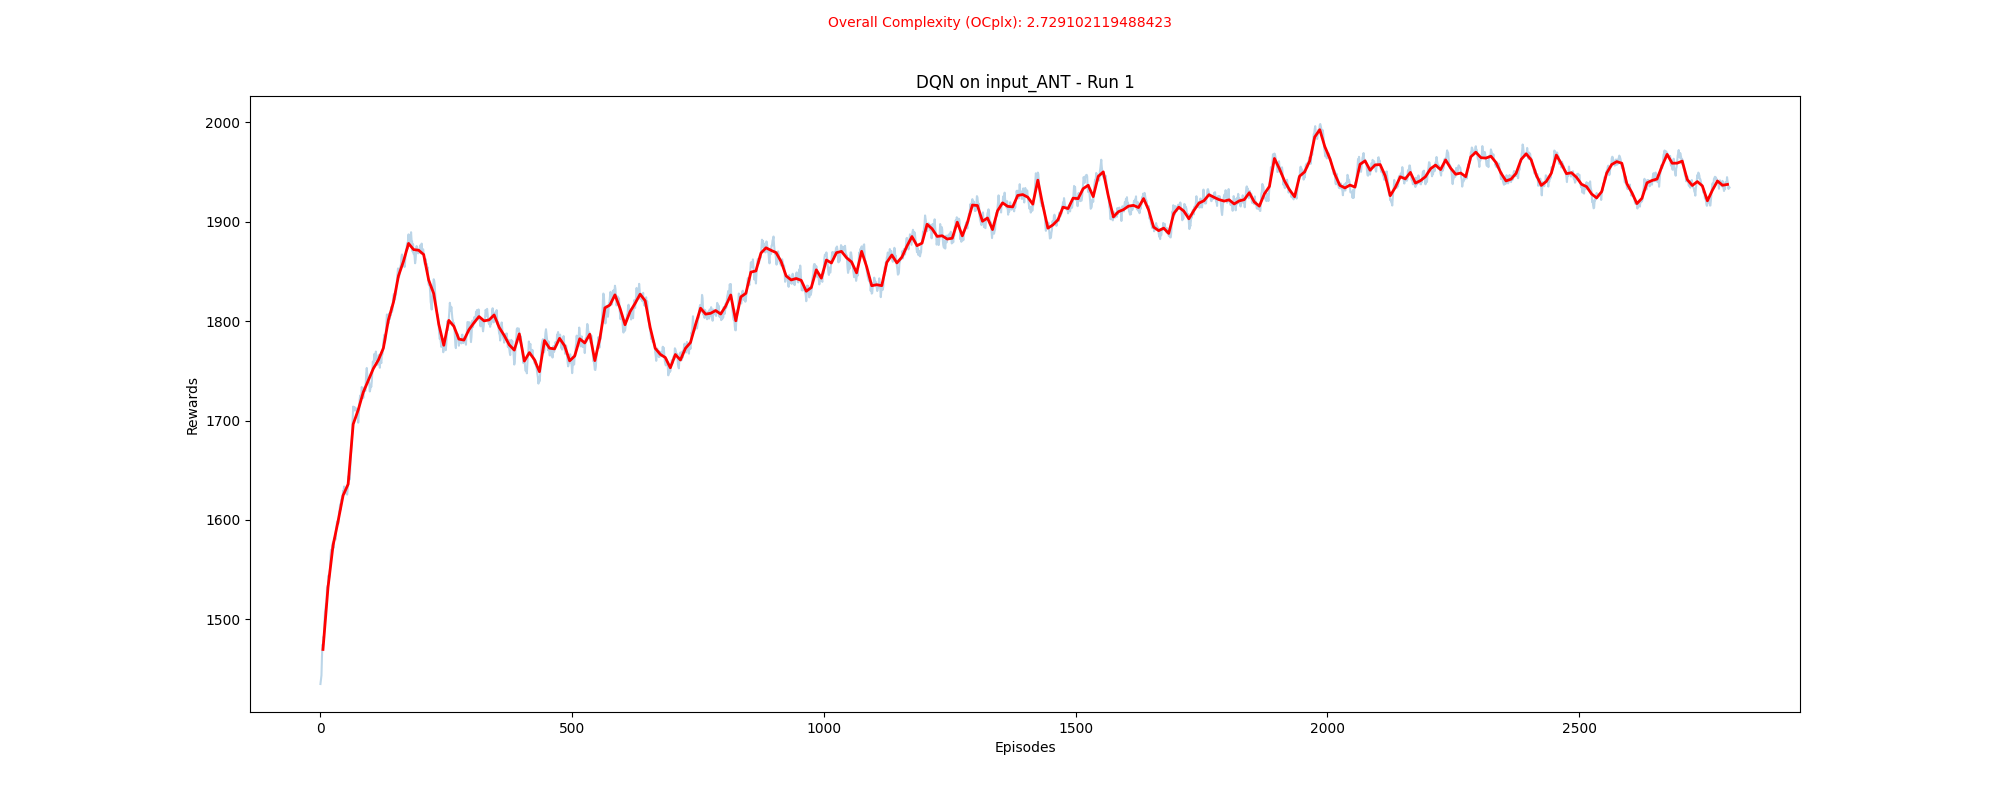 Overall Complexity (OCplx): 2.729102119488423
DQN on input_ANT - Run 1
2000
1900
1800
1700
1600
1500
Rewards
0 500 1000 1500 2000 2500
Episodes